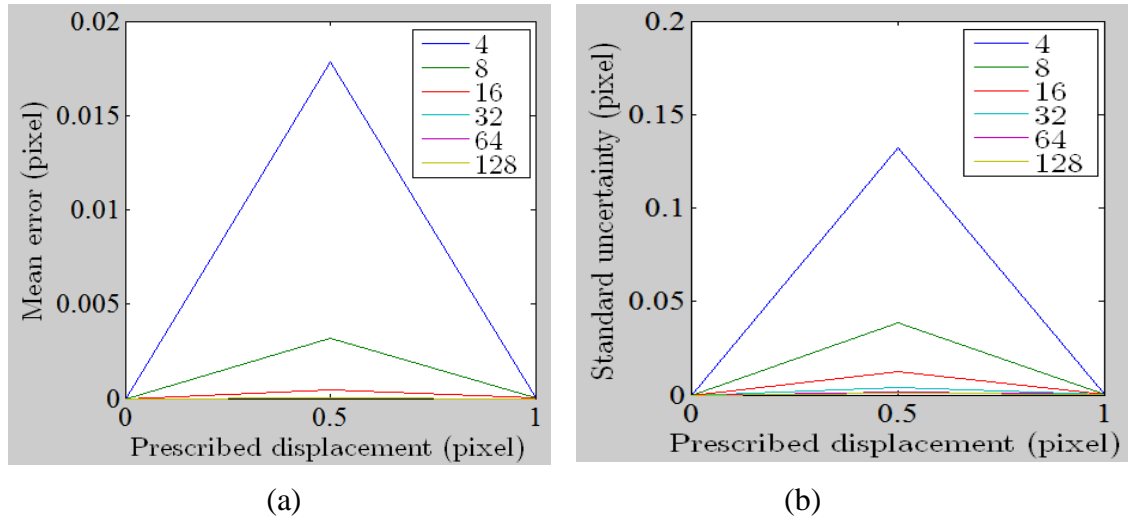 0.02
0.015
0.01
0.005
0
Mean error (pixel)
4
8
16
32
64
128
0 0.5 1
Prescribed displacement (pixel)
(a)
0.2
0.15
0.1
0.05
0
Standard uncertainty (pixel)
4
8
16
32
64
128
0 0.5 1
Prescribed displacement (pixel)
(b)